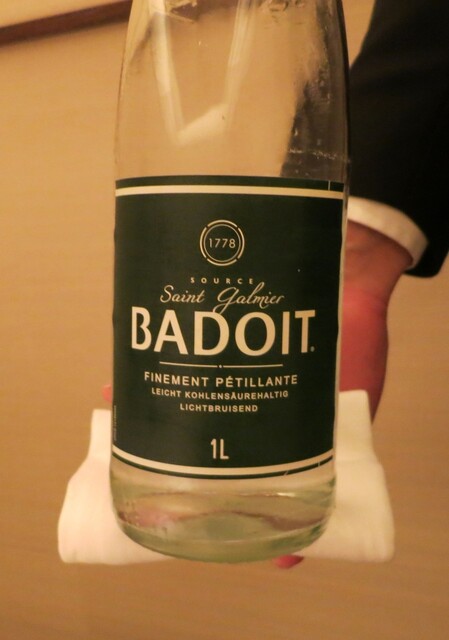 1778
SOURCE
Saint Galmier
BADOIT®
FINEMENT PÉTILLANTE
LEICHT KOHLENSÄUREHALTIG
LICHTBRUISEND
1L